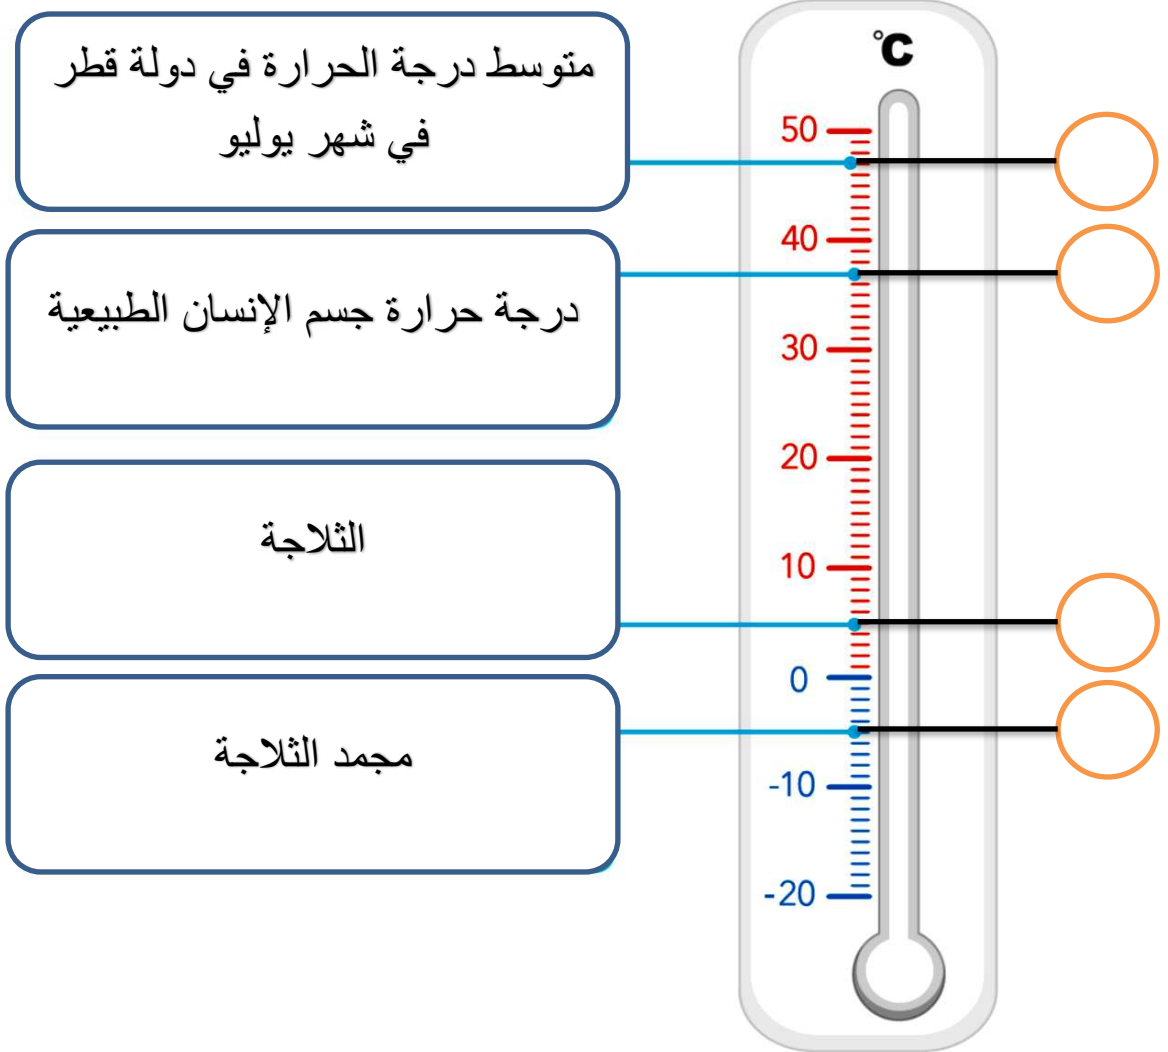 متوسط درجة الحرارة في دولة قطر
في شهر يوليو
درجة حرارة جسم الإنسان الطبيعية
الثلاجة
مجمد الثلاجة
°C
50
40
30
20
10
0
-10
-20